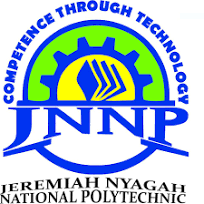 COMPETENCE THROUGH TECHNOLOGY
JNNP
JEREMIAH NYAGAH
NATIONAL POLYTECHNIC